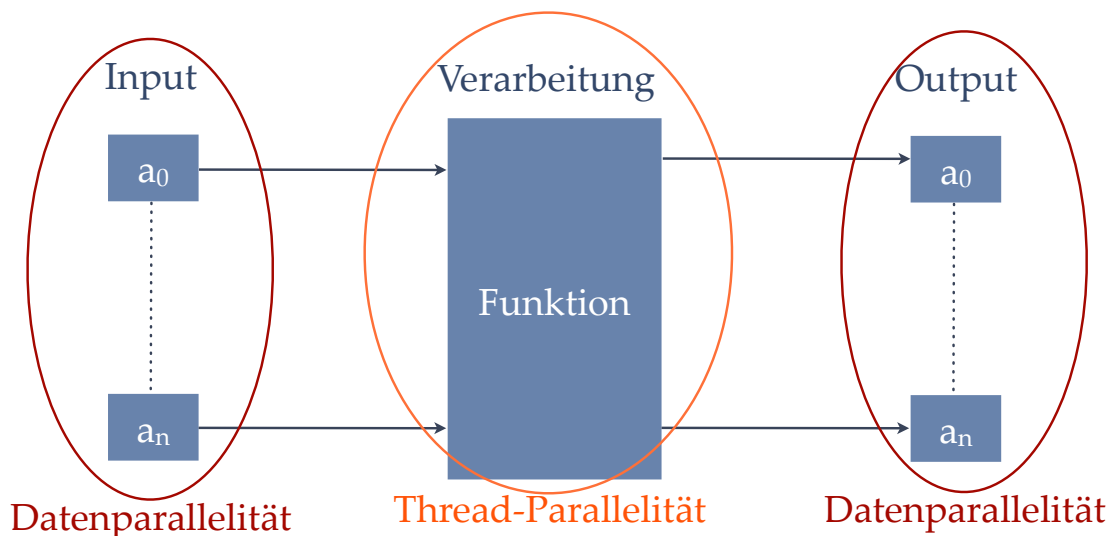 Input
Verarbeitung
Output
a0
a0
Funktion
an
an
Datenparallelität
Thread-Parallelität
Datenparallelität